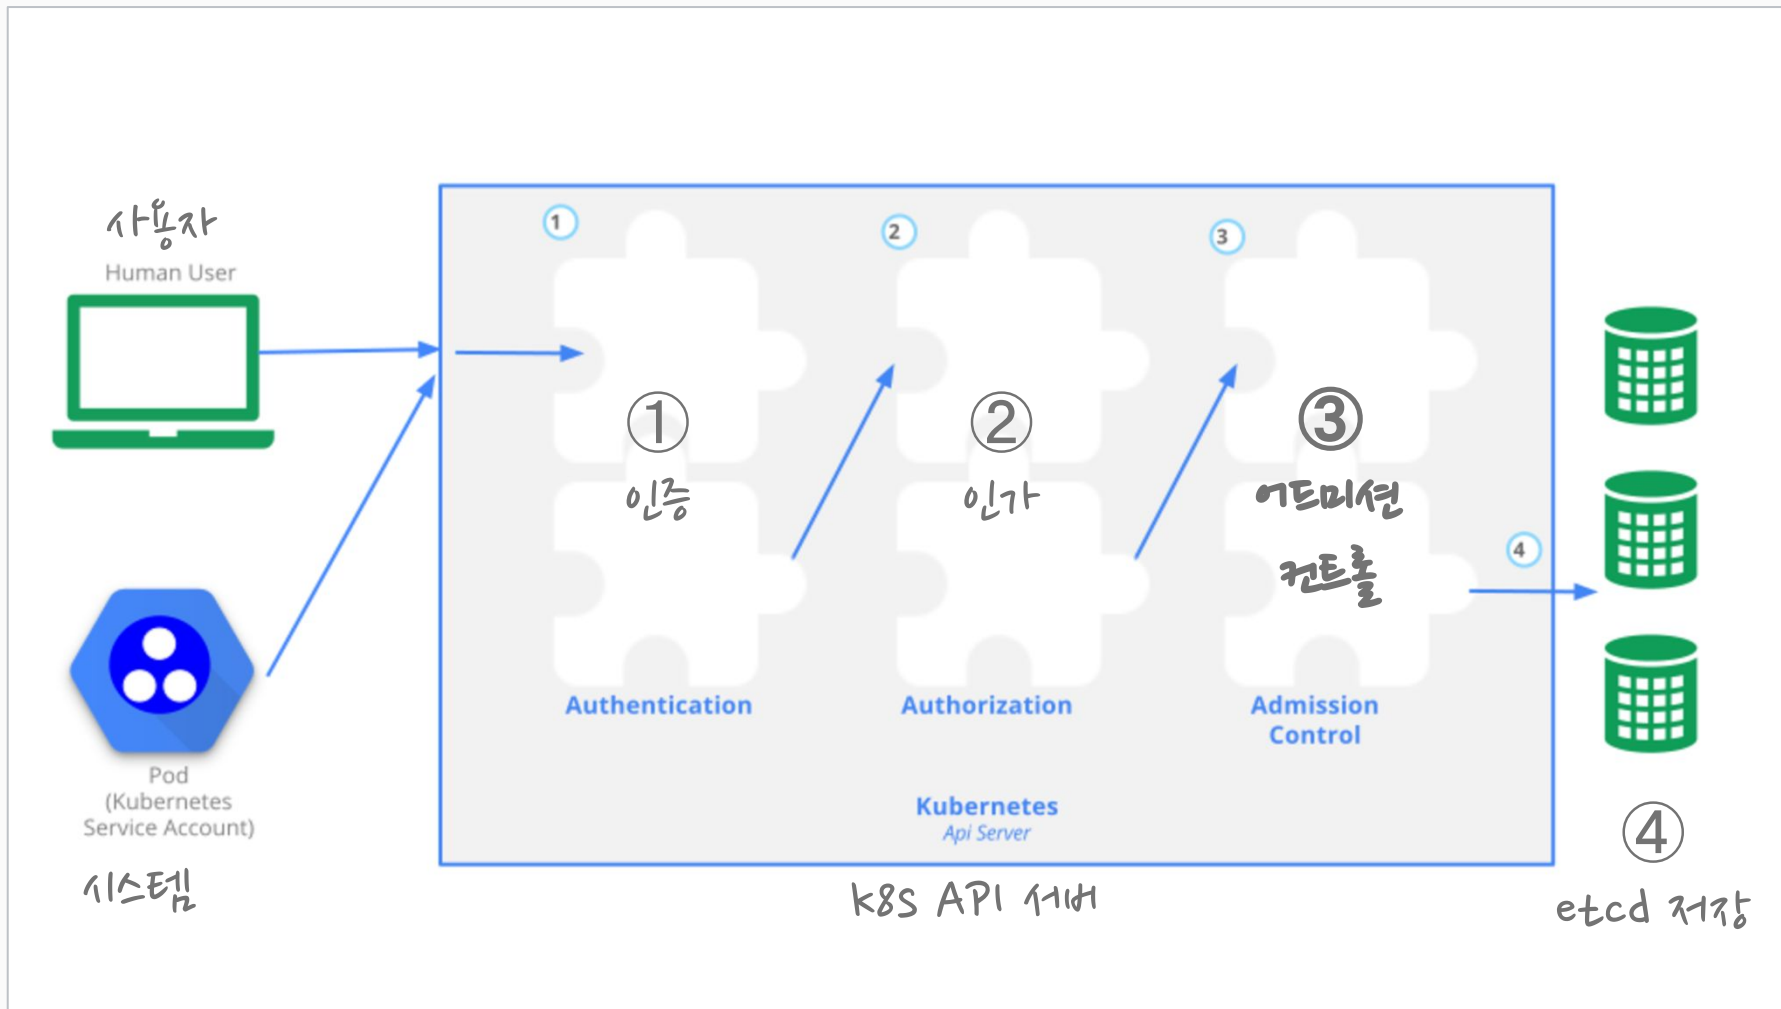 사용자
Human User
Pod
(Kubernetes
Service Account)
시스템
1
①
인증
Authentication
2
②
인가
Authorization
3
③
어드미션
컨트롤
Admission
Control
Kubernetes
Api Server
k8s API 서버
4
④
etcd 저장